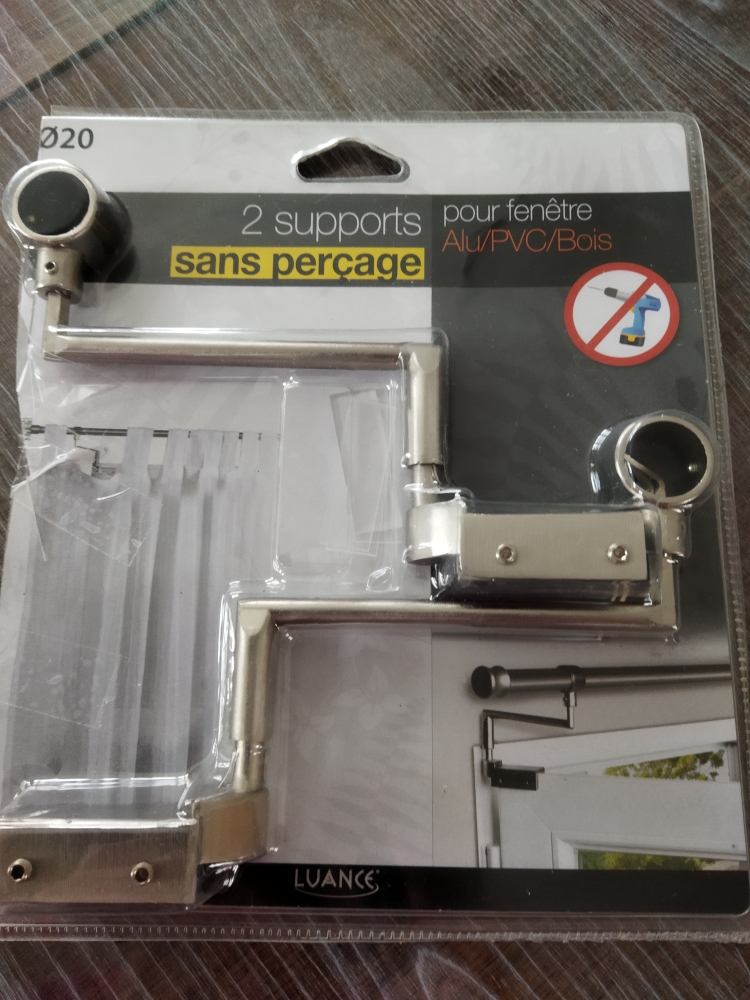 Ø20
2 supports
sans perçage
pour fenêtre
Alu/PVC/Bois
LUANCE